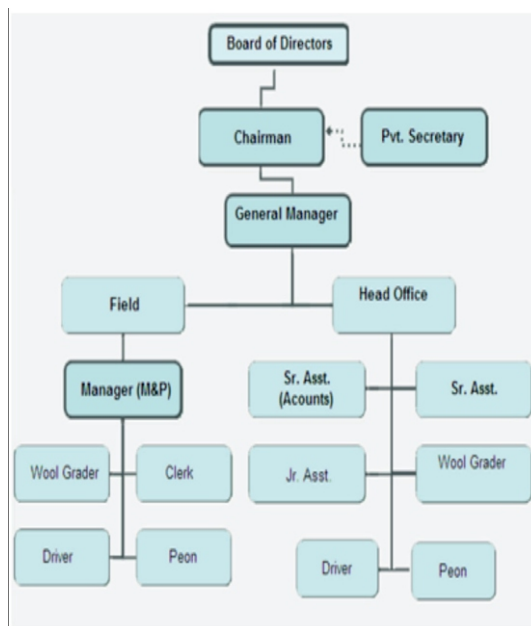 Board of Directors
Chairman
Pvt. Secretary
General Manager
Field
Head Office
Manager (M&P)
Sr. Asst.
(Acounts)
Sr. Asst.
Wool Grader
Clerk
Jr. Asst.
Wool Grader
Driver
Peon
Driver
Peon